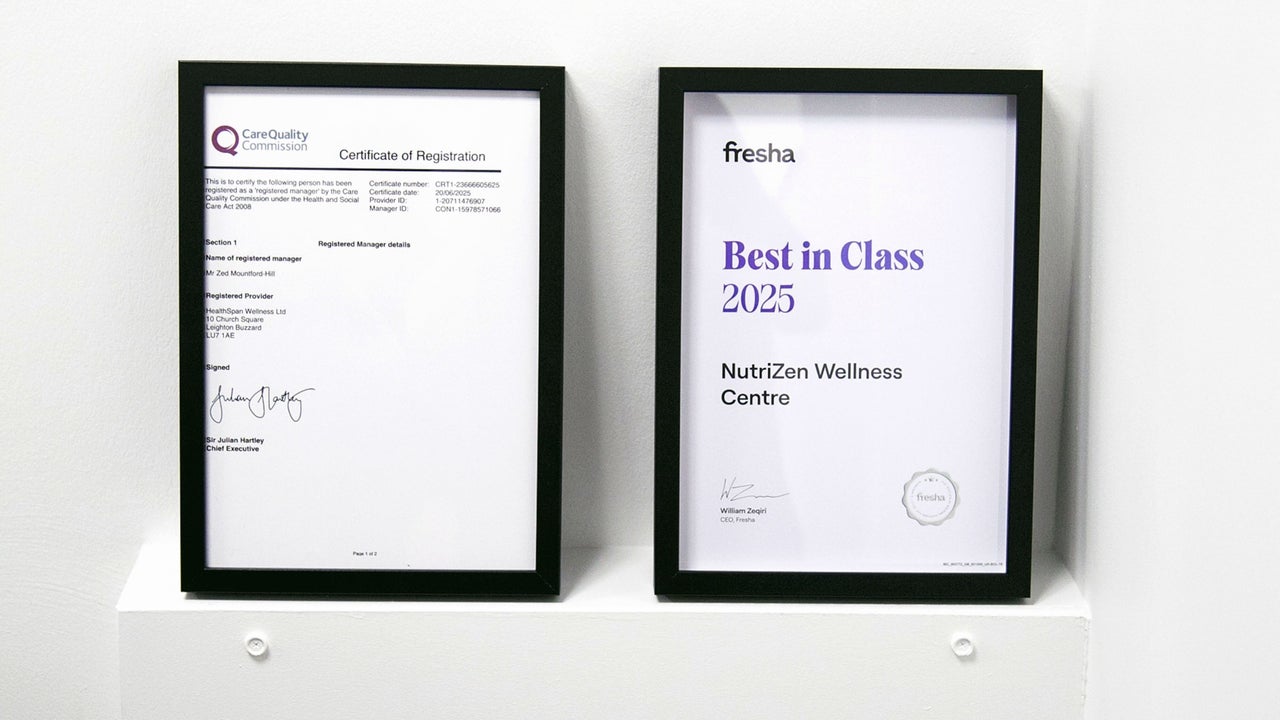 CareQuality
Commission
Certificate of Registration
This is to certify the following person has been
registered as a 'registered manager' by the Care
Quality Commission under the Health and Social
Care Act 2008
Certificate number: CRT1-23666605625
Certificate date: 20/06/2025
Provider ID: 1-20711476907
Manager ID: CON1-15978571066
Section 1 Registered Manager details
Name of registered manager
Mr Zed Mountford-Hill
Registered Provider
HealthSpan Wellness Ltd
10 Church Square
Leighton Buzzard
LU7 1AE
Signed
Julian Hartley
Sir Julian Hartley
Chief Executive
Page 1 of 2
fresha
Best in Class
2025
NutriZen Wellness
Centre
William Zeqiri
CEO, Fresha
fresha